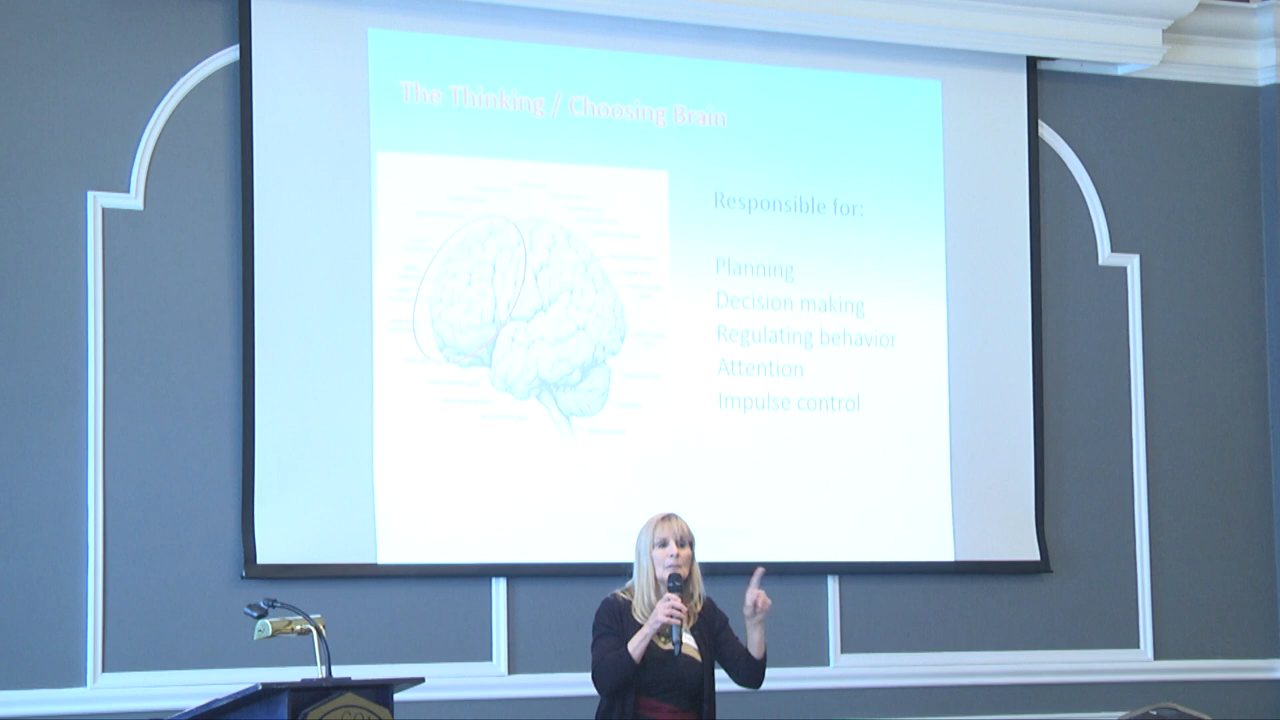 The Thinking / Choosing Brain
Responsible for:
Planning
Decision making
Regulating behavior
Attention
Impulse control